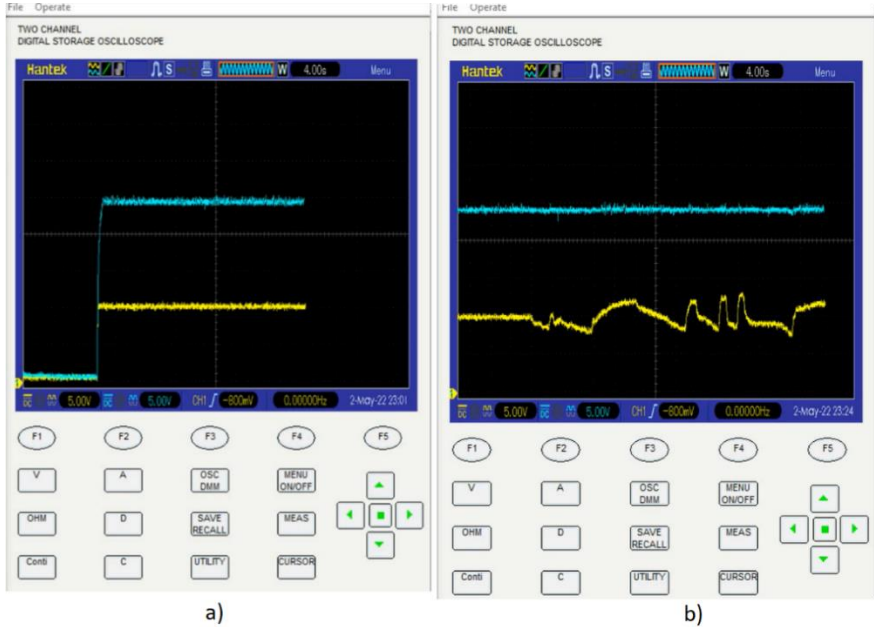 File Operate
TWO CHANNEL
DIGITAL STORAGE OSCILLOSCOPE
Hantek S W 4.00s Menu
DC 5.00V DC 5.00V CH1 -800mV 0.00000Hz 2-May-22 23:01
F1 F2 F3 F4 F5
V A OSC DMM MENU ON/OFF
OHM D SAVE RECALL MEAS
Conti C UTILITY CURSOR
a)
File Operate
TWO CHANNEL
DIGITAL STORAGE OSCILLOSCOPE
Hantek S W 4.00s Menu
DC 5.00V DC 5.00V CH1 -800mV 0.00000Hz 2-May-22 23:24
F1 F2 F3 F4 F5
V A OSC DMM MENU ON/OFF
OHM D SAVE RECALL MEAS
Conti C UTILITY CURSOR
b)